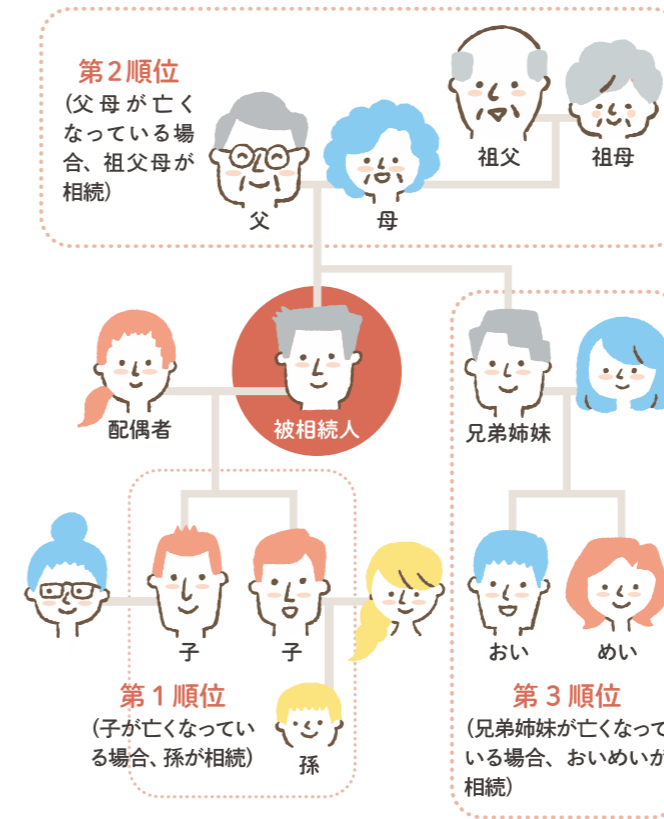 第2順位
(父母が亡く
なっている場
合、祖父母が
相続)
祖父
祖母
父
母
配偶者
被相続人
兄弟姉妹
子
子
おい
めい
第1順位
(子が亡くなってい
る場合、孫が相続)
孫
第3順位
(兄弟姉妹が亡くなって
いる場合、おいめいが
相続)